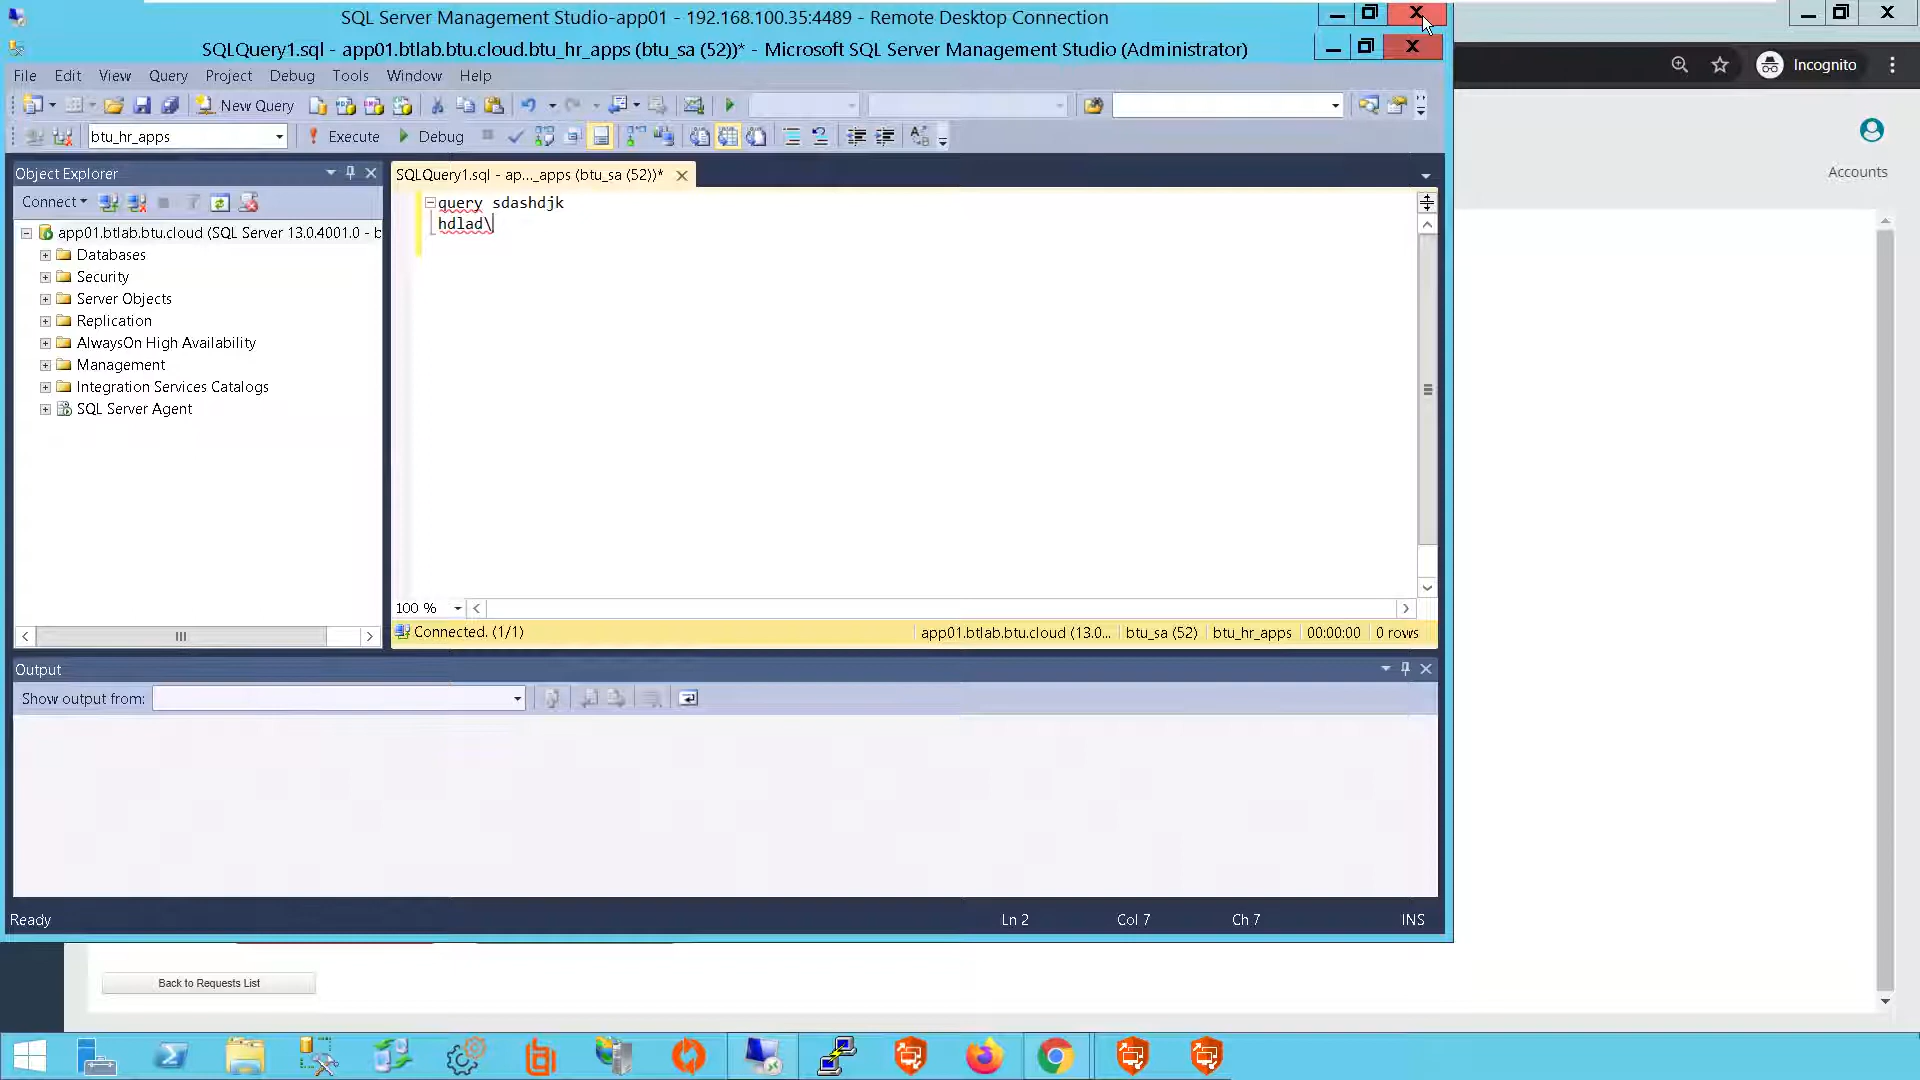 SQL Server Management Studio-app01 - 192.168.100.35:4489 - Remote Desktop Connection
SQLQuery1.sql - app01.btlab.btu.cloud.btu_hr_apps (btu_sa (52))* - Microsoft SQL Server Management Studio (Administrator)
Incognito
File Edit View Query Project Debug Tools Window Help
New Query
btu_hr_apps Execute Debug
Accounts
Object Explorer
SQLQuery1.sql - ap..._apps (btu_sa (52))*
Connect
query sdashdjk
hdlad\
app01.btlab.btu.cloud (SQL Server 13.0.4001.0 - b
Databases
Security
Server Objects
Replication
AlwaysOn High Availability
Management
Integration Services Catalogs
SQL Server Agent
100 %
Connected. (1/1) app01.btlab.btu.cloud (13.0... btu_sa (52) btu_hr_apps 00:00:00 0 rows
Output
Show output from:
Ready Ln 2 Col 7 Ch 7 INS
Back to Requests List